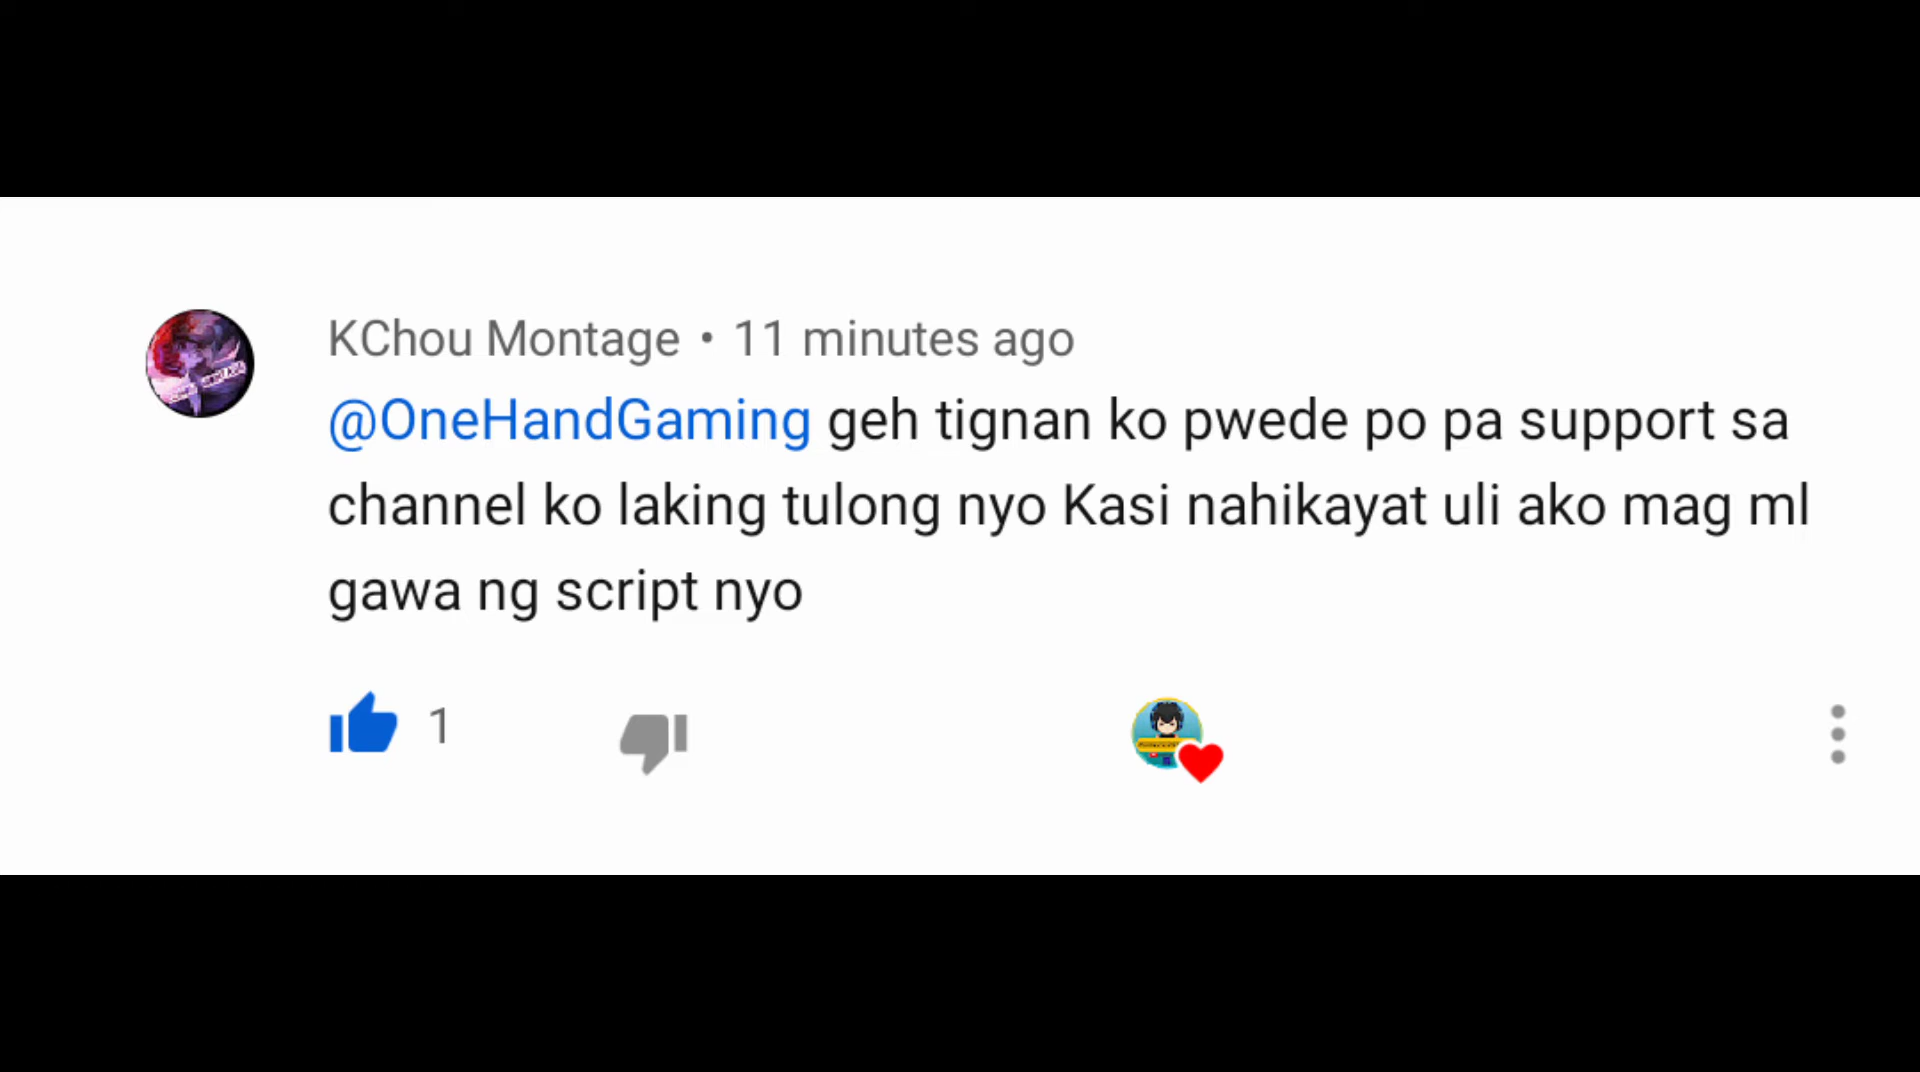 KChou Montage • 11 minutes ago
@OneHandGaming geh tignan ko pwede po pa support sa
channel ko laking tulong nyo Kasi nahikayat uli ako mag ml
gawa ng script nyo
1